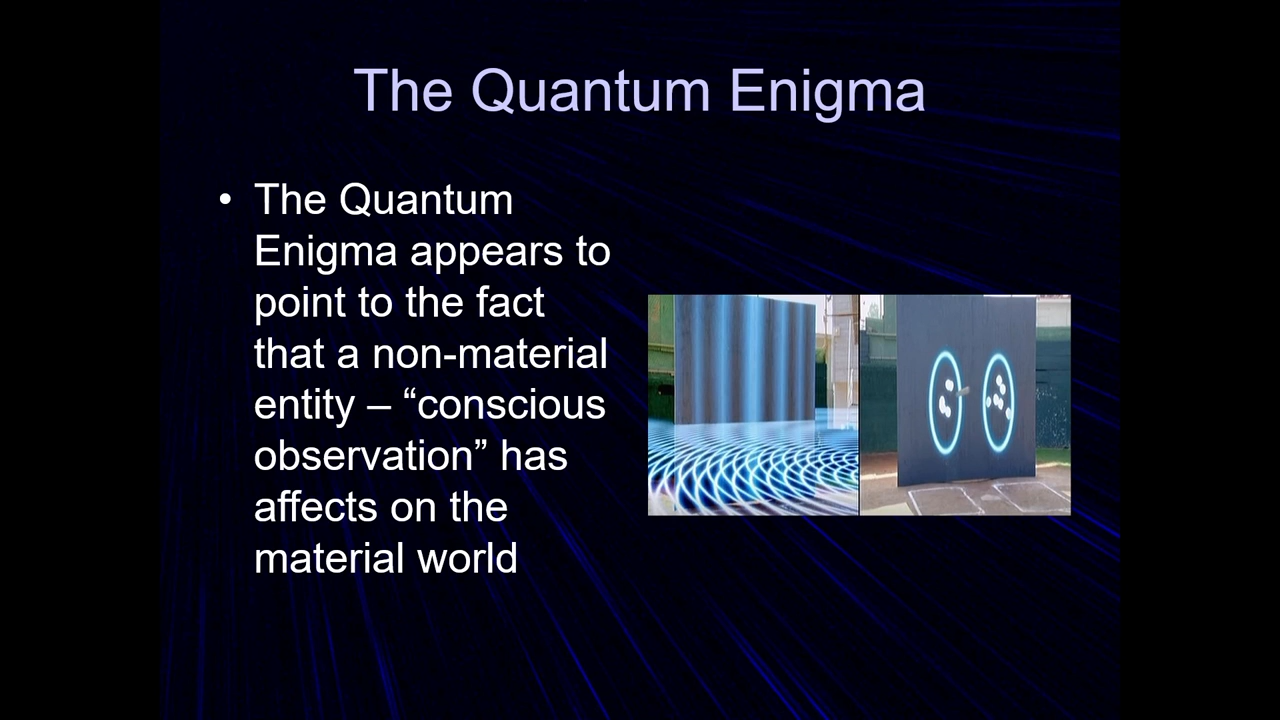 The Quantum Enigma
• The Quantum
Enigma appears to
point to the fact
that a non-material
entity – “conscious
observation” has
affects on the
material world